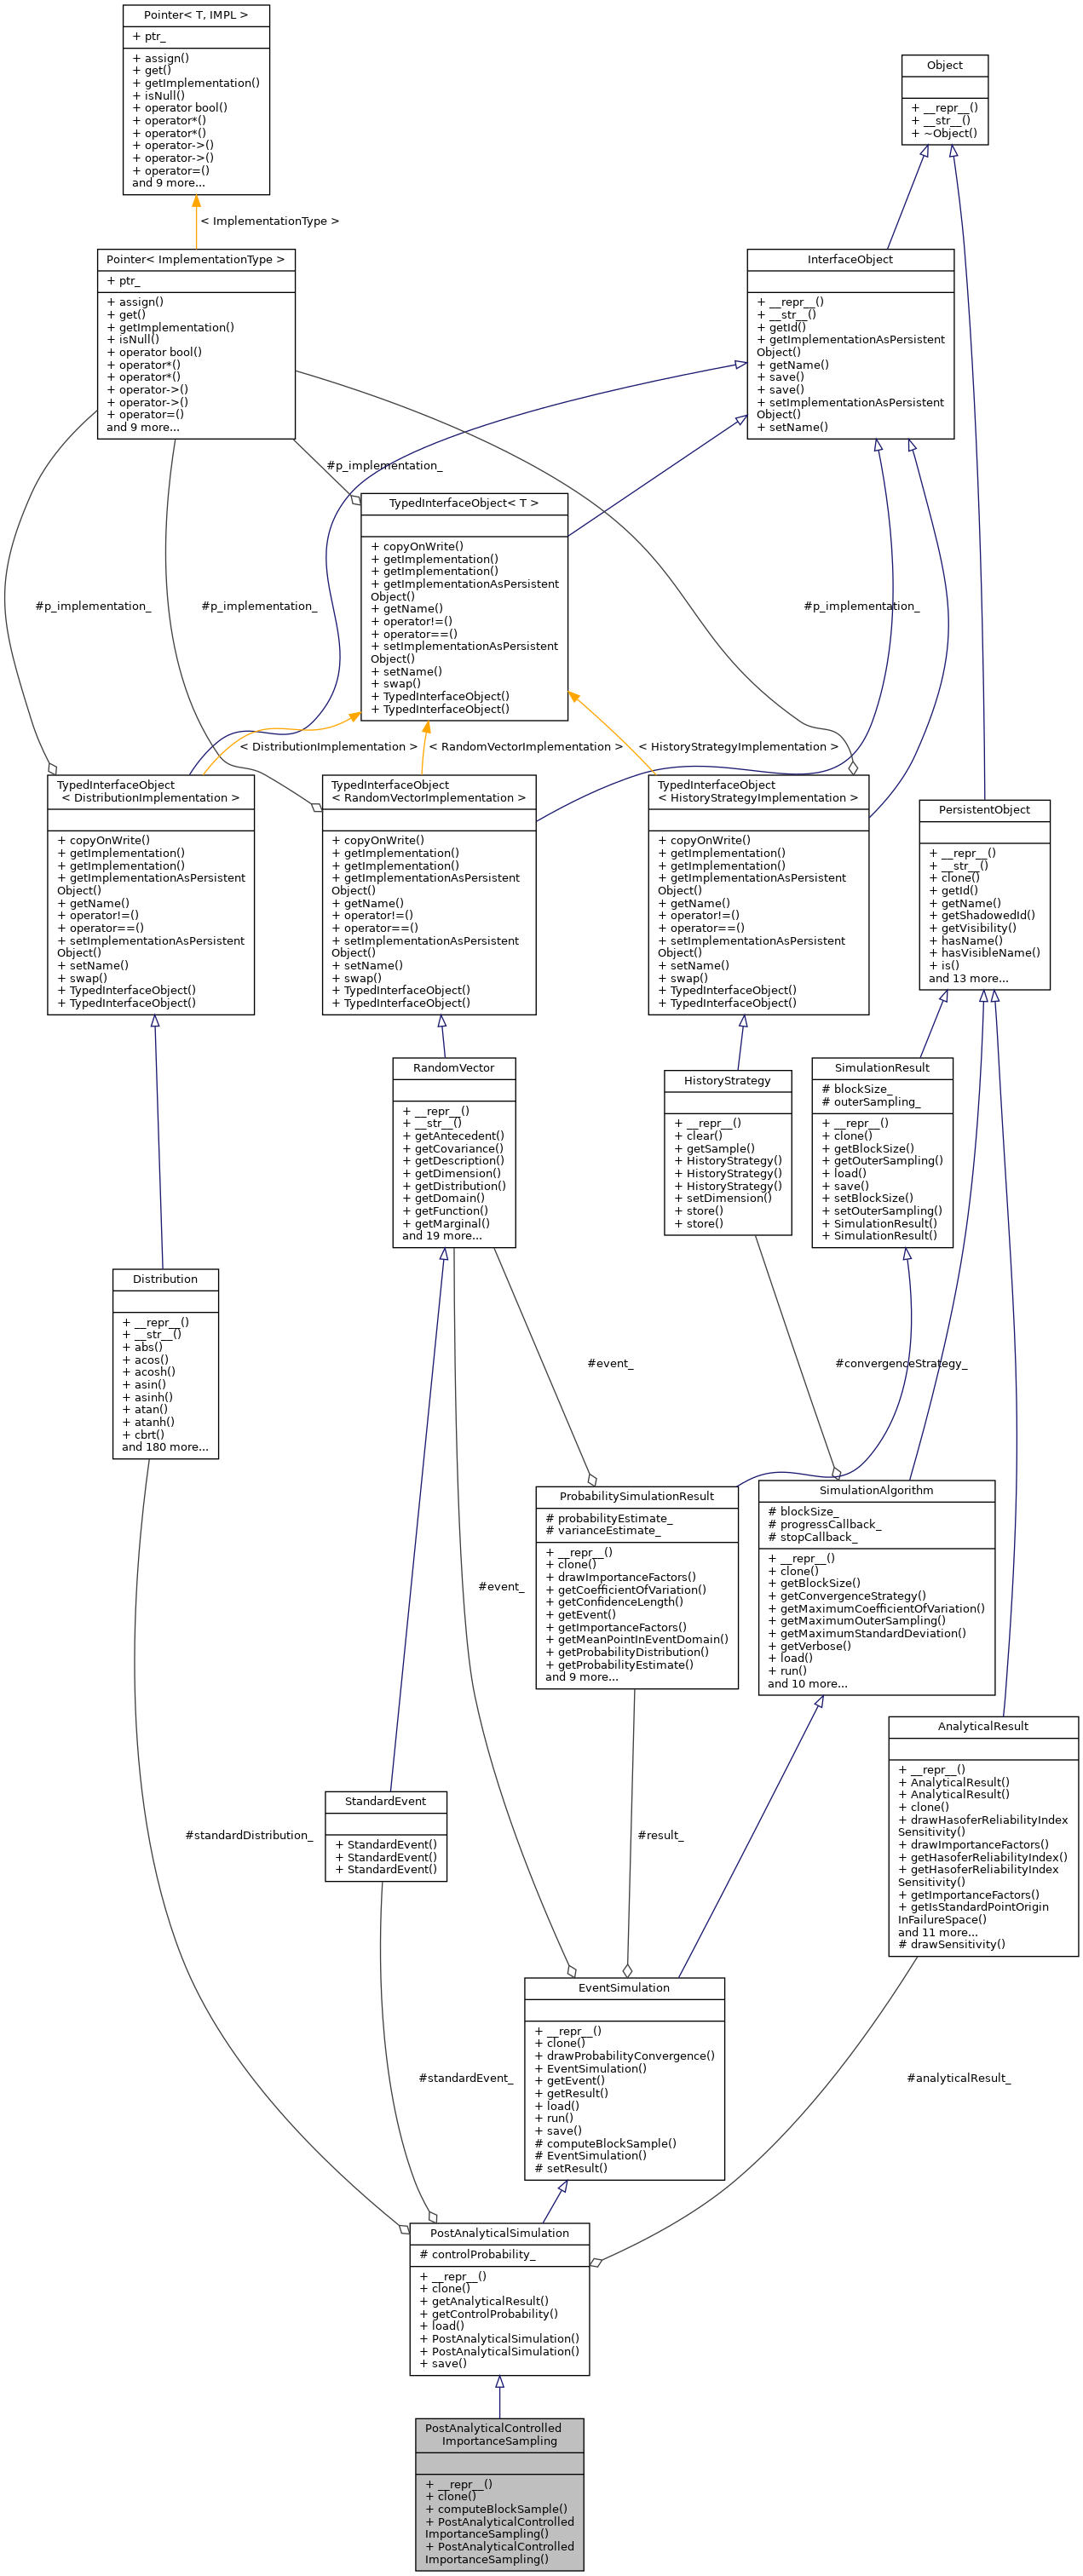 Pointer< T, IMPL >
+ ptr_
+ assign()
+ get()
+ getImplementation()
+ isNull()
+ operator bool()
+ operator*()
+ operator*()
+ operator->()
+ operator->()
+ operator=()
and 9 more...
Object
+ __repr__()
+ __str__()
+ ~Object()
< ImplementationType >
Pointer< ImplementationType >
+ ptr_
+ assign()
+ get()
+ getImplementation()
+ isNull()
+ operator bool()
+ operator*()
+ operator*()
+ operator->()
+ operator->()
+ operator=()
and 9 more...
InterfaceObject
+ __repr__()
+ __str__()
+ getId()
+ getImplementationAsPersistent
Object()
+ getName()
+ save()
+ save()
+ setImplementationAsPersistent
Object()
+ setName()
#p_implementation_
TypedInterfaceObject< T >
+ copyOnWrite()
+ getImplementation()
+ getImplementation()
+ getImplementationAsPersistent
Object()
+ getName()
+ operator!=()
+ operator==()
+ setImplementationAsPersistent
Object()
+ setName()
+ swap()
+ TypedInterfaceObject()
+ TypedInterfaceObject()
#p_implementation_
#p_implementation_
#p_implementation_
< DistributionImplementation >
< RandomVectorImplementation >
< HistoryStrategyImplementation >
TypedInterfaceObject
< DistributionImplementation >
+ copyOnWrite()
+ getImplementation()
+ getImplementation()
+ getImplementationAsPersistent
Object()
+ getName()
+ operator!=()
+ operator==()
+ setImplementationAsPersistent
Object()
+ setName()
+ swap()
+ TypedInterfaceObject()
+ TypedInterfaceObject()
TypedInterfaceObject
< RandomVectorImplementation >
+ copyOnWrite()
+ getImplementation()
+ getImplementation()
+ getImplementationAsPersistent
Object()
+ getName()
+ operator!=()
+ operator==()
+ setImplementationAsPersistent
Object()
+ setName()
+ swap()
+ TypedInterfaceObject()
+ TypedInterfaceObject()
TypedInterfaceObject
< HistoryStrategyImplementation >
+ copyOnWrite()
+ getImplementation()
+ getImplementation()
+ getImplementationAsPersistent
Object()
+ getName()
+ operator!=()
+ operator==()
+ setImplementationAsPersistent
Object()
+ setName()
+ swap()
+ TypedInterfaceObject()
+ TypedInterfaceObject()
PersistentObject
+ __repr__()
+ __str__()
+ clone()
+ getId()
+ getName()
+ getShadowedId()
+ getVisibility()
+ hasName()
+ hasVisibleName()
+ is()
and 13 more...
RandomVector
+ __repr__()
+ __str__()
+ getAntecedent()
+ getCovariance()
+ getDescription()
+ getDimension()
+ getDistribution()
+ getDomain()
+ getFunction()
+ getMarginal()
and 19 more...
HistoryStrategy
+ __repr__()
+ clear()
+ getSample()
+ HistoryStrategy()
+ HistoryStrategy()
+ HistoryStrategy()
+ setDimension()
+ store()
+ store()
SimulationResult
# blockSize_
# outerSampling_
+ __repr__()
+ clone()
+ getBlockSize()
+ getOuterSampling()
+ load()
+ save()
+ setBlockSize()
+ setOuterSampling()
+ SimulationResult()
+ SimulationResult()
Distribution
+ __repr__()
+ __str__()
+ abs()
+ acos()
+ acosh()
+ asin()
+ asinh()
+ atan()
+ atanh()
+ cbrt()
and 180 more...
#event_
#convergenceStrategy_
ProbabilitySimulationResult
# probabilityEstimate_
# varianceEstimate_
+ __repr__()
+ clone()
+ drawImportanceFactors()
+ getCoefficientOfVariation()
+ getConfidenceLength()
+ getEvent()
+ getImportanceFactors()
+ getMeanPointInEventDomain()
+ getProbabilityDistribution()
+ getProbabilityEstimate()
and 9 more...
SimulationAlgorithm
# blockSize_
# progressCallback_
# stopCallback_
+ __repr__()
+ clone()
+ getBlockSize()
+ getConvergenceStrategy()
+ getMaximumCoefficientOfVariation()
+ getMaximumOuterSampling()
+ getMaximumStandardDeviation()
+ getVerbose()
+ load()
+ run()
and 10 more...
#event_
AnalyticalResult
+ __repr__()
+ AnalyticalResult()
+ AnalyticalResult()
+ clone()
+ drawHasoferReliabilityIndex
Sensitivity()
+ drawImportanceFactors()
+ getHasoferReliabilityIndex()
+ getHasoferReliabilityIndex
Sensitivity()
+ getImportanceFactors()
+ getIsStandardPointOrigin
InFailureSpace()
and 11 more...
# drawSensitivity()
#standardDistribution_
StandardEvent
+ StandardEvent()
+ StandardEvent()
+ StandardEvent()
#result_
EventSimulation
+ __repr__()
+ clone()
+ drawProbabilityConvergence()
+ EventSimulation()
+ getEvent()
+ getResult()
+ load()
+ run()
+ save()
# computeBlockSample()
# EventSimulation()
# setResult()
#standardEvent_
#analyticalResult_
PostAnalyticalSimulation
# controlProbability_
+ __repr__()
+ clone()
+ getAnalyticalResult()
+ getControlProbability()
+ load()
+ PostAnalyticalSimulation()
+ PostAnalyticalSimulation()
+ save()
PostAnalyticalControlled
ImportanceSampling
+ __repr__()
+ clone()
+ computeBlockSample()
+ PostAnalyticalControlled
ImportanceSampling()
+ PostAnalyticalControlled
ImportanceSampling()